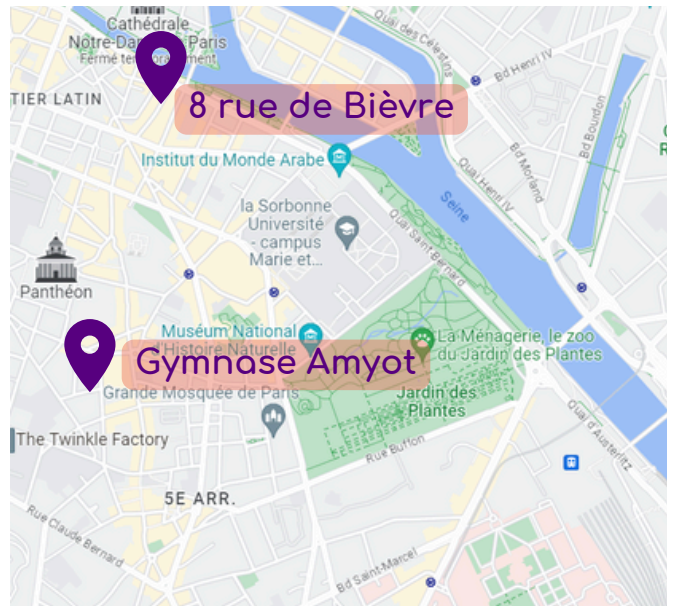 Cathédrale
Notre-Dame de Paris
Fermé temporairement
TIER LATIN
8 rue de Bièvre
Quai des Célestins
Bd Henri IV
Bd Bourdon
Bd Morland
Quai Henri IV
Institut du Monde Arabe
Seine
la Sorbonne
Université
- campus
Marie et...
Quai Saint-Bernard
Panthéon
Muséum National
d'Histoire Naturelle
La Ménagerie, le zoo
du Jardin des Plantes
Gymnase Amyot
Grande Mosquée de Paris
Jardin des
Plantes
Quai d'Austerlitz
The Twinkle Factory
Rue Buffon
5E ARR.
Rue Claude Bernard
Bd Saint-Marcel